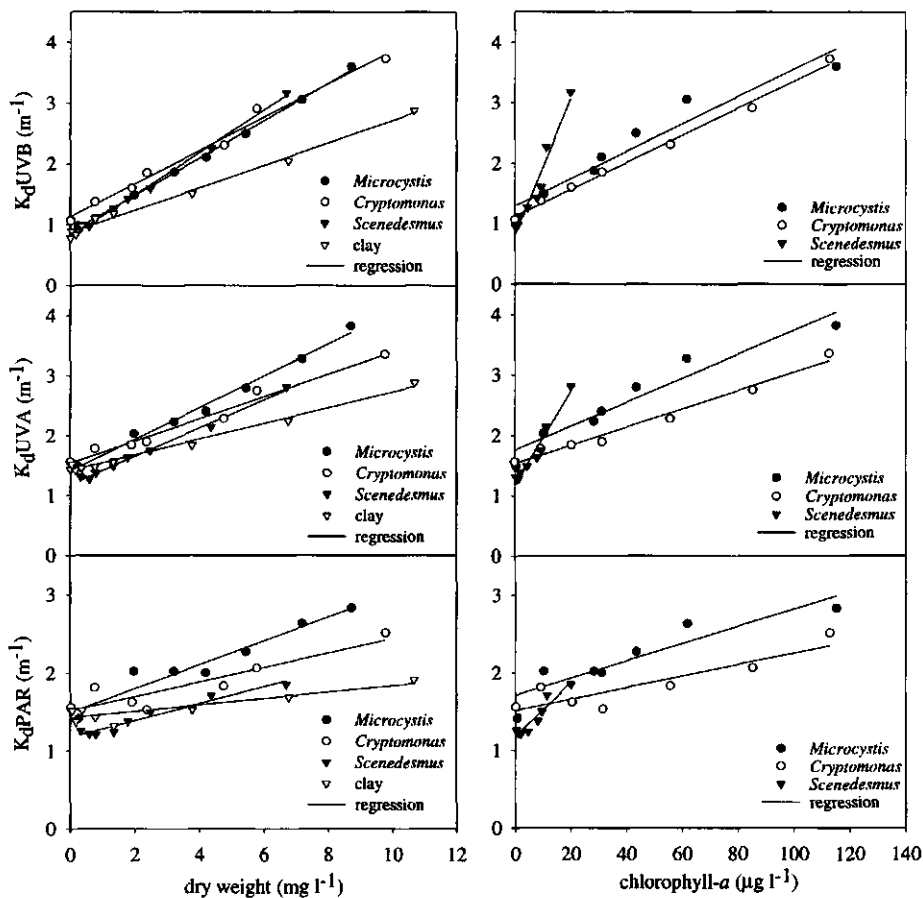 4
3
2
1
0
K_dUVB (m⁻¹)
Microcystis
Cryptomonas
Scenedesmus
clay
regression
4
3
2
1
0
Microcystis
Cryptomonas
Scenedesmus
regression
4
3
2
1
0
K_dUVA (m⁻¹)
Microcystis
Cryptomonas
Scenedesmus
clay
regression
4
3
2
1
0
Microcystis
Cryptomonas
Scenedesmus
regression
3
2
1
0
K_dPAR (m⁻¹)
Microcystis
Cryptomonas
Scenedesmus
clay
regression
3
2
1
0
Microcystis
Cryptomonas
Scenedesmus
regression
0 2 4 6 8 10 12
dry weight (mg l⁻¹)
0 20 40 60 80 100 120 140
chlorophyll-a (µg l⁻¹)